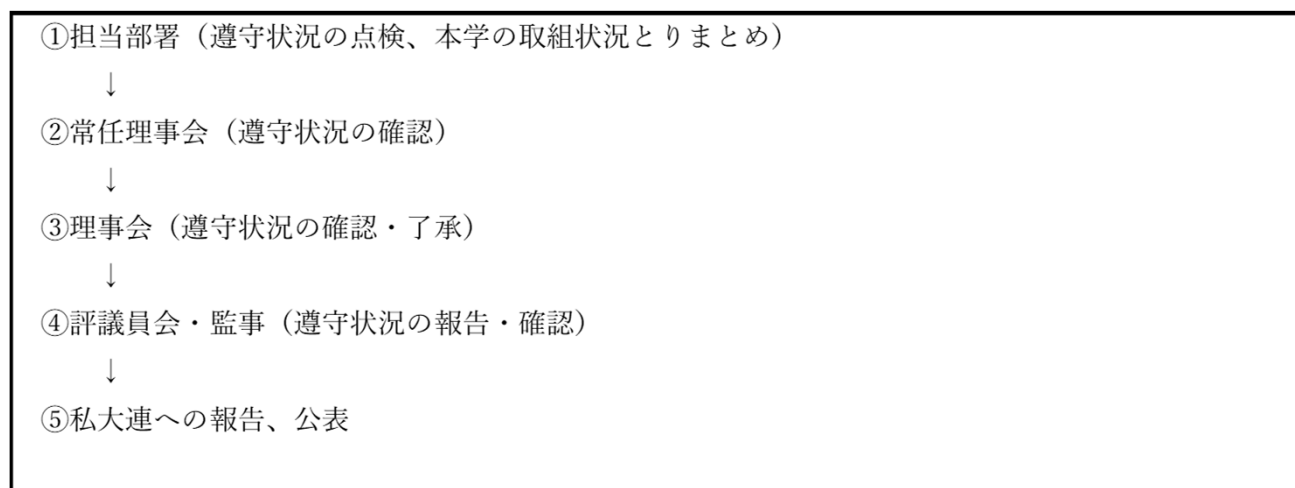 ①担当部署（遵守状況の点検、本学の取組状況とりまとめ）
↓
②常任理事会（遵守状況の確認）
↓
③理事会（遵守状況の確認・了承）
↓
④評議員会・監事（遵守状況の報告・確認）
↓
⑤私大連への報告、公表